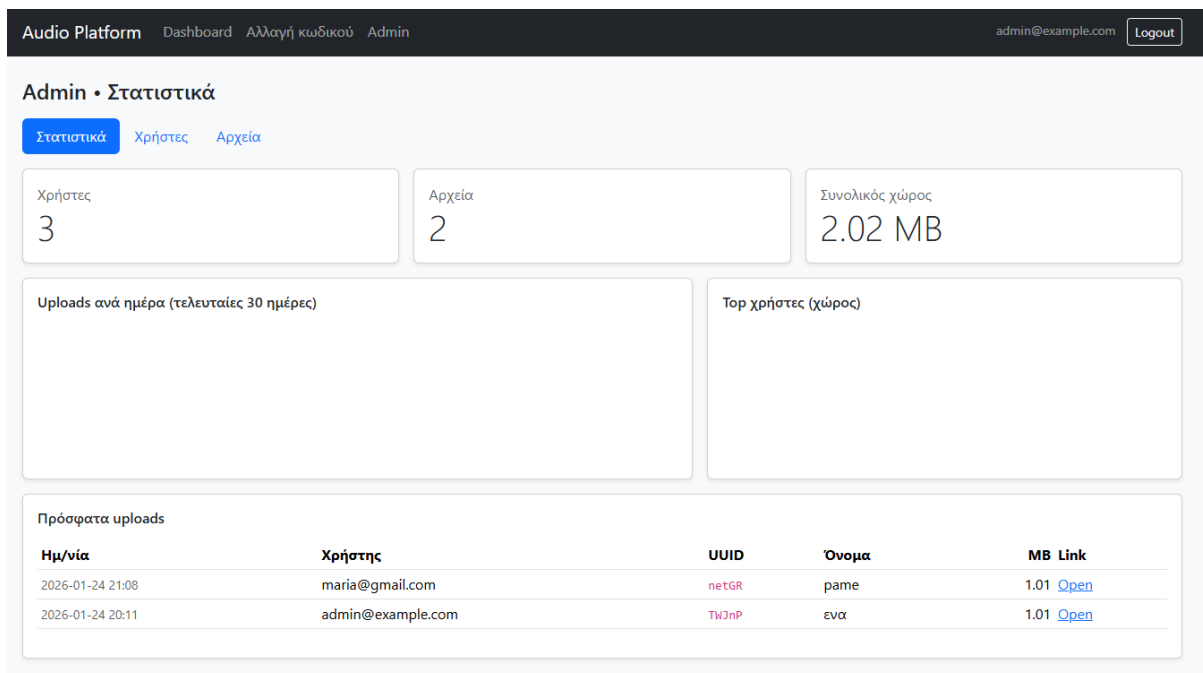 Audio Platform Dashboard Αλλαγή κωδικού Admin admin@example.com Logout
Admin • Στατιστικά
Στατιστικά Χρήστες Αρχεία
Χρήστες Αρχεία Συνολικός χώρος
3 2 2.02 MB
Uploads ανά ημέρα (τελευταίες 30 ημέρες) Top χρήστες (χώρος)
Πρόσφατα uploads
Ημ/νία Χρήστης UUID Όνομα MB Link
2026-01-24 21:08 maria@gmail.com netGR pame 1.01 Open
2026-01-24 20:11 admin@example.com TWJnP ενα 1.01 Open